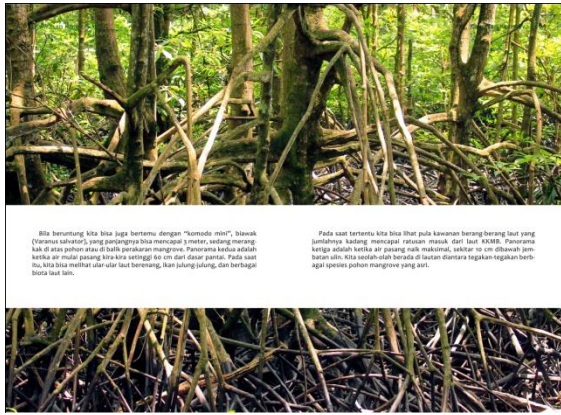 Bila beruntung kita bisa juga bertemu dengan “komodo mini”, biawak
(Varanus salvator), yang panjangnya bisa mencapai 3 meter, sedang merang-
kak di atas pohon atau di balik perakaran mangrove. Panorama kedua adalah
ketika air mulai pasang kira-kira setinggi 60 cm dari dasar pantai. Pada saat
itu, kita bisa melihat ular-ular laut berenang, ikan julung-julung, dan berbagai
biota laut lain.
Pada saat tertentu kita bisa lihat pula kawanan berang-berang laut yang
jumlahnya kadang mencapai ratusan masuk dari laut KKMB. Panorama
ketiga adalah ketika air pasang naik maksimal, sekitar 10 cm dibawah jem-
batan ulin. Kita seolah-olah berada di lautan diantara tegakan-tegakan berb-
agai spesies pohon mangrove yang asri.